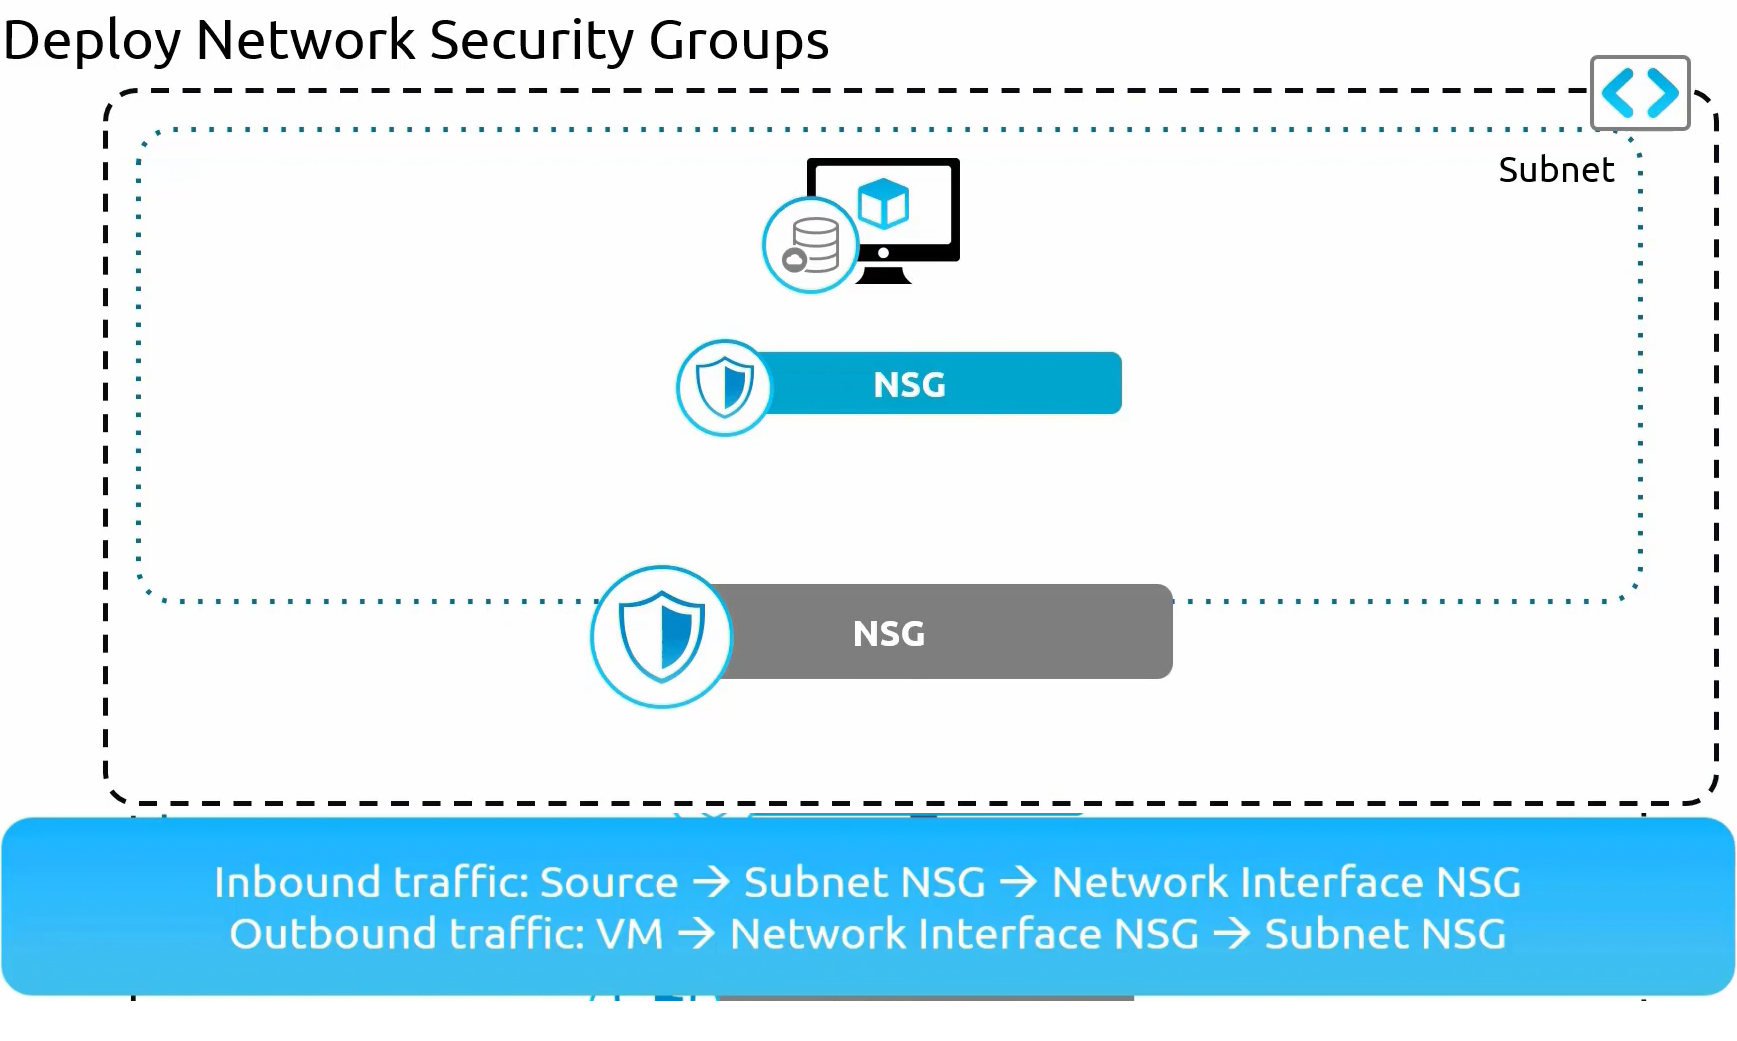 Deploy Network Security Groups
Subnet
NSG
NSG
Inbound traffic: Source → Subnet NSG → Network Interface NSG
Outbound traffic: VM → Network Interface NSG → Subnet NSG